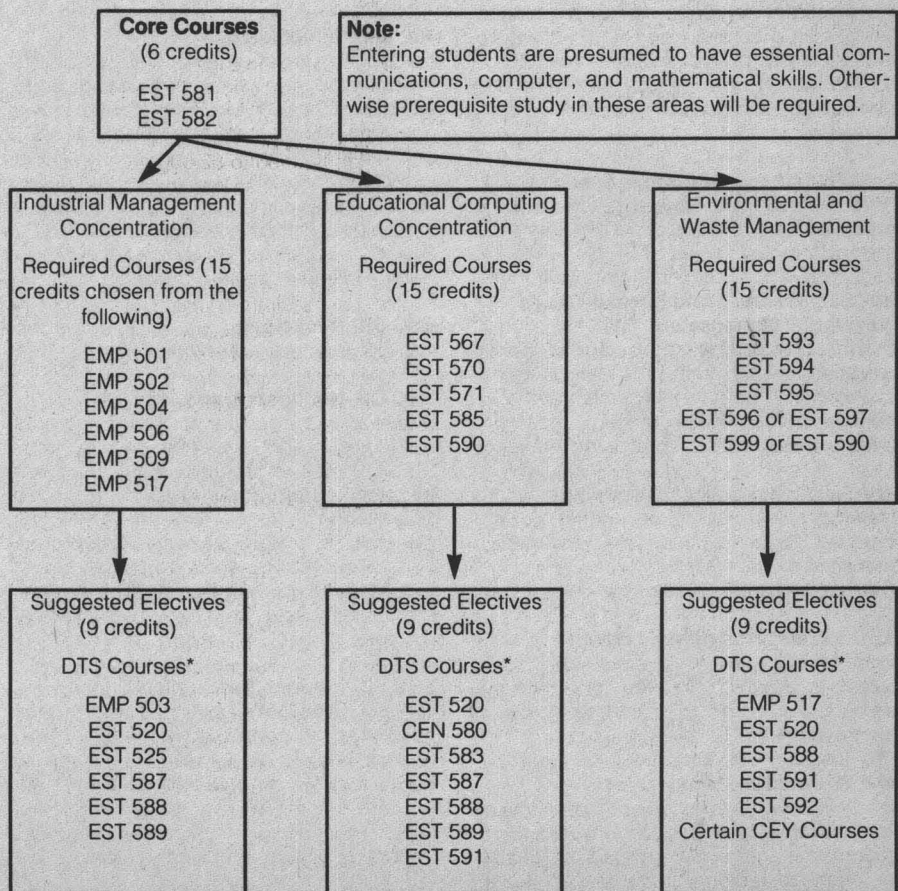 Core Courses
(6 credits)
EST 581
EST 582
Note:
Entering students are presumed to have essential com-
munications, computer, and mathematical skills. Other-
wise prerequisite study in these areas will be required.
Industrial Management
Concentration
Required Courses (15
credits chosen from the
following)
EMP 501
EMP 502
EMP 504
EMP 506
EMP 509
EMP 517
Educational Computing
Concentration
Required Courses
(15 credits)
EST 567
EST 570
EST 571
EST 585
EST 590
Environmental and
Waste Management
Required Courses
(15 credits)
EST 593
EST 594
EST 595
EST 596 or EST 597
EST 599 or EST 590
Suggested Electives
(9 credits)
DTS Courses*
EMP 503
EST 520
EST 525
EST 587
EST 588
EST 589
Suggested Electives
(9 credits)
DTS Courses*
EST 520
CEN 580
EST 583
EST 587
EST 588
EST 589
EST 591
Suggested Electives
(9 credits)
DTS Courses*
EMP 517
EST 520
EST 588
EST 591
EST 592
Certain CEY Courses